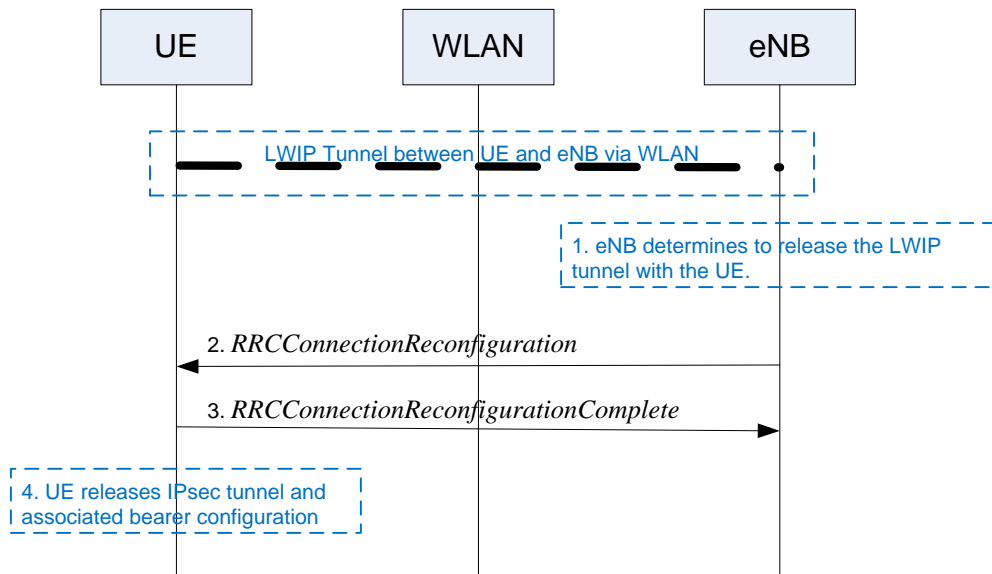 UE
WLAN
eNB
LWIP Tunnel between UE and eNB via WLAN
1. eNB determines to release the LWIP
tunnel with the UE.
2. RRCConnectionReconfiguration
3. RRCConnectionReconfigurationComplete
4. UE releases IPsec tunnel and
associated bearer configuration